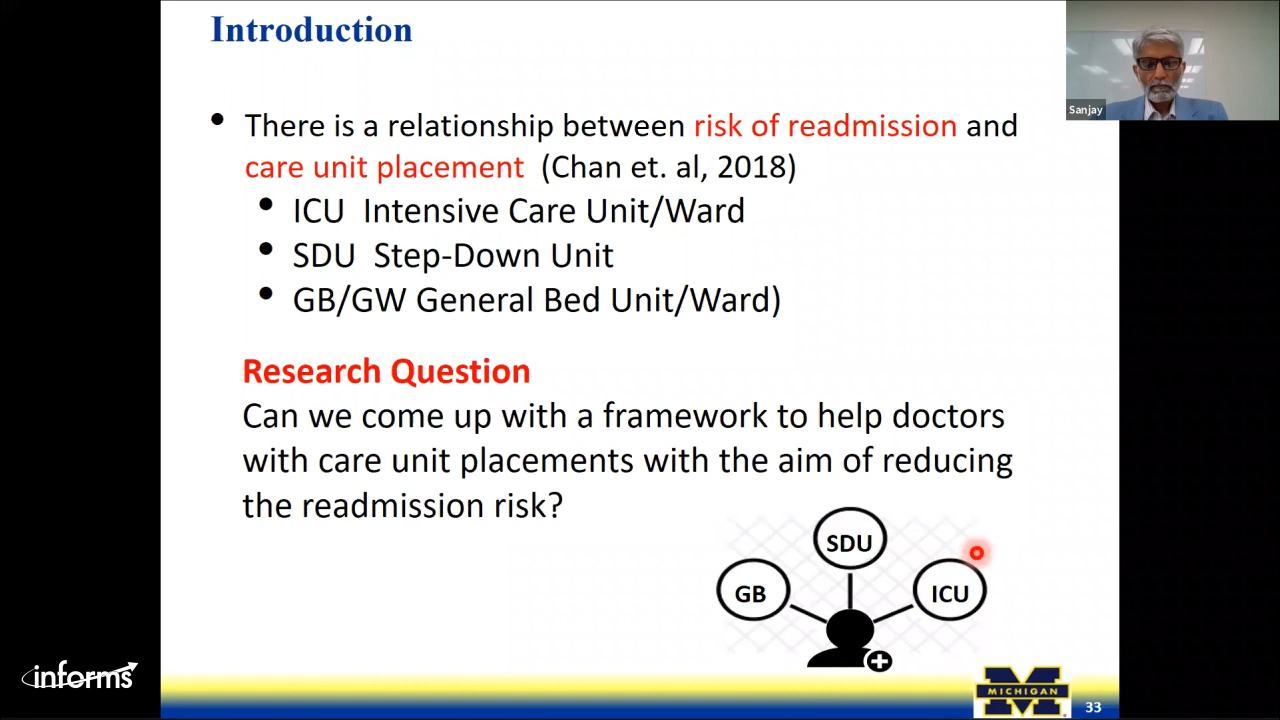 Introduction
There is a relationship between risk of readmission and
care unit placement (Chan et. al, 2018)
ICU Intensive Care Unit/Ward
SDU Step-Down Unit
GB/GW General Bed Unit/Ward)
Research Question
Can we come up with a framework to help doctors
with care unit placements with the aim of reducing
the readmission risk?
SDU
GB
ICU
Sanjay
informs
MICHIGAN
33